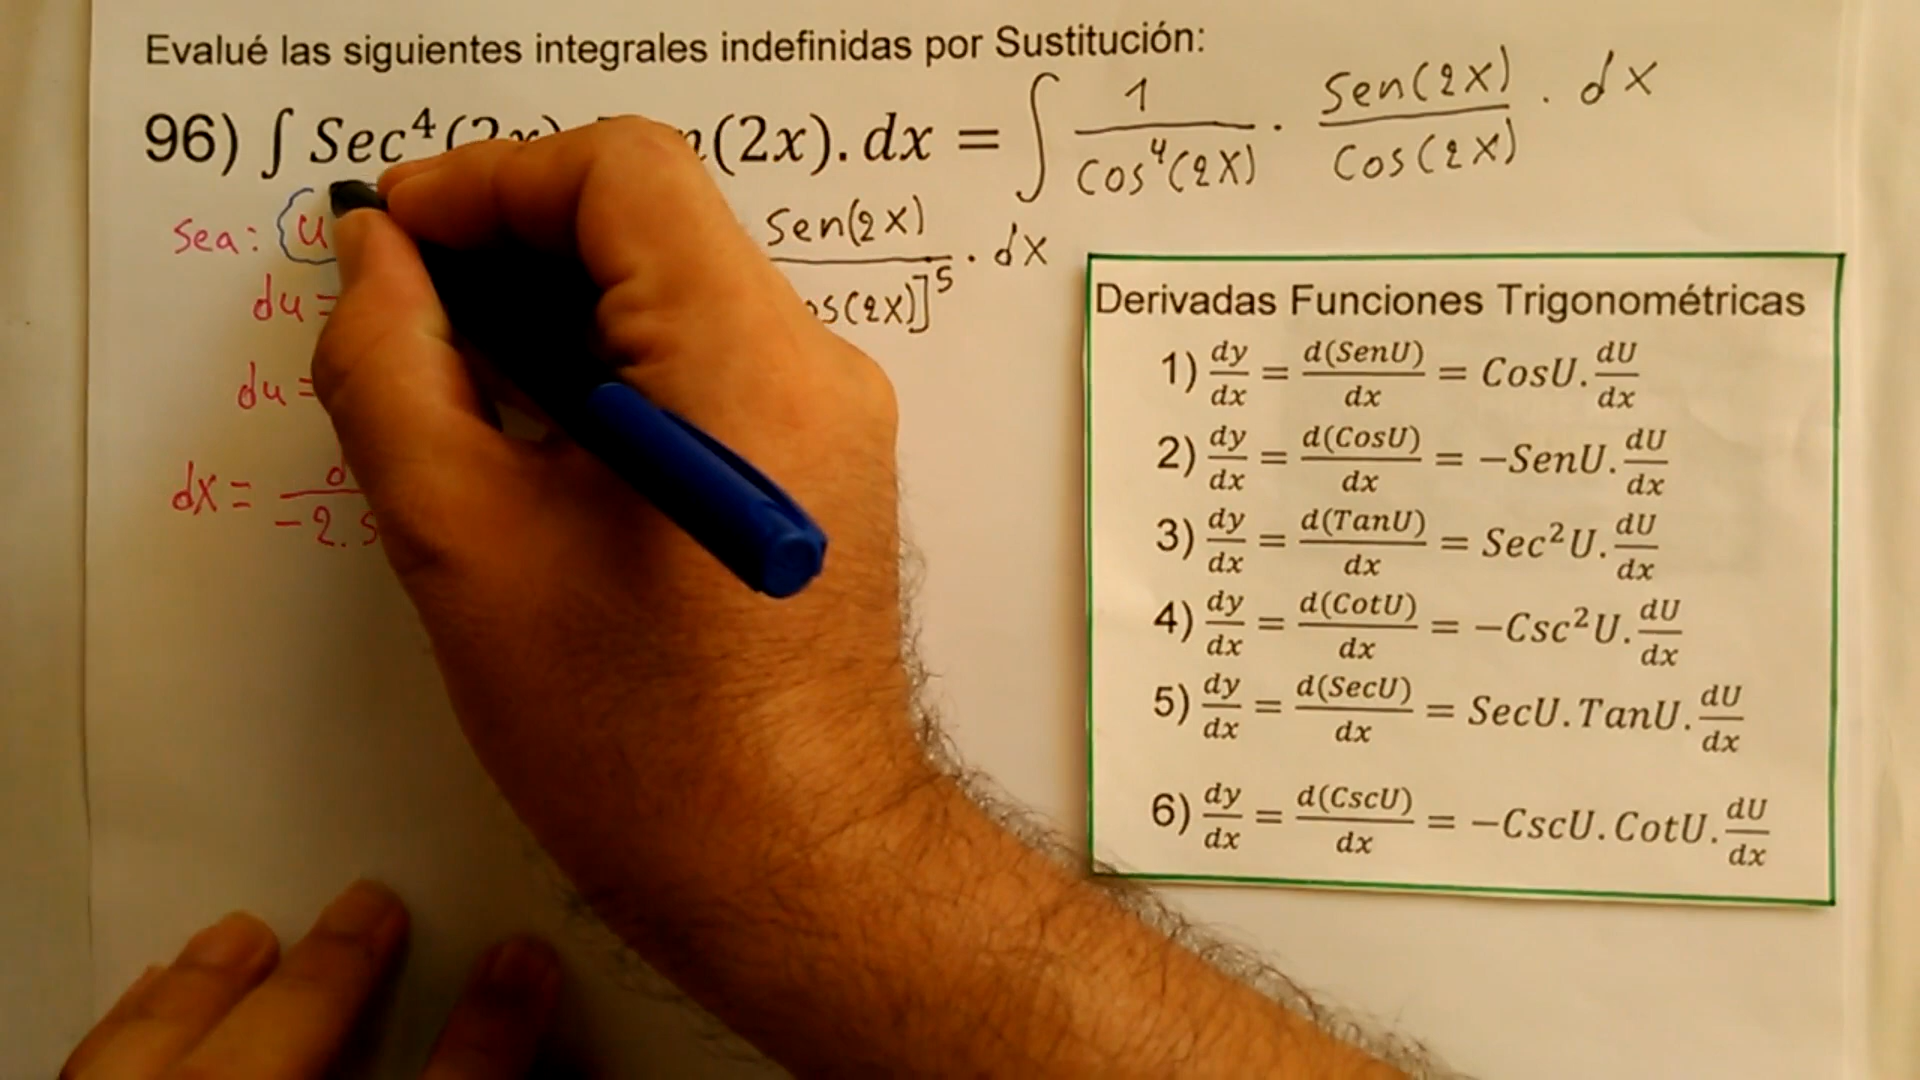 Evalué las siguientes integrales indefinidas por Sustitución:
96) ∫ Sec⁴(2x) (2x). dx = ∫ 1/Cos⁴(2X) · Sen(2X)/Cos(2X) · dx
Sea: u
Sen(2X)/(2X)]⁵ · dX
du =
du =
dX = /-2.
Derivadas Funciones Trigonométricas
1) dy/dx = d(SenU)/dx = CosU. dU/dx
2) dy/dx = d(CosU)/dx = −SenU. dU/dx
3) dy/dx = d(TanU)/dx = Sec²U. dU/dx
4) dy/dx = d(CotU)/dx = −Csc²U. dU/dx
5) dy/dx = d(SecU)/dx = SecU. TanU. dU/dx
6) dy/dx = d(CscU)/dx = −CscU. CotU. dU/dx